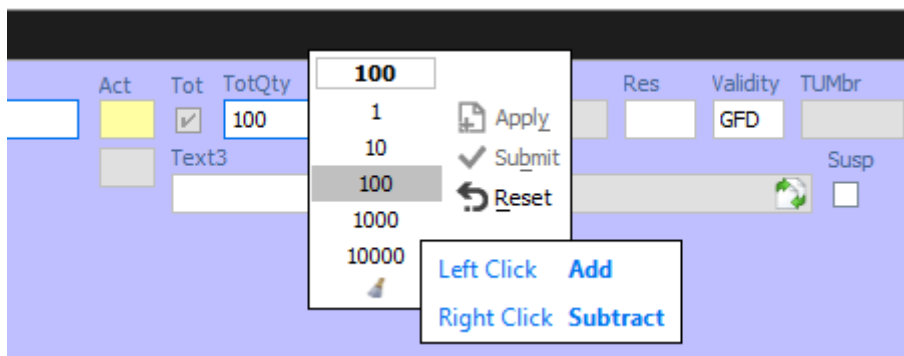 100
Act Tot TotQty Res Validity TUMbr
100 GFD
1
10
100
1000
10000
Apply
Submit
Reset
Text3 Susp
Left Click Add
Right Click Subtract